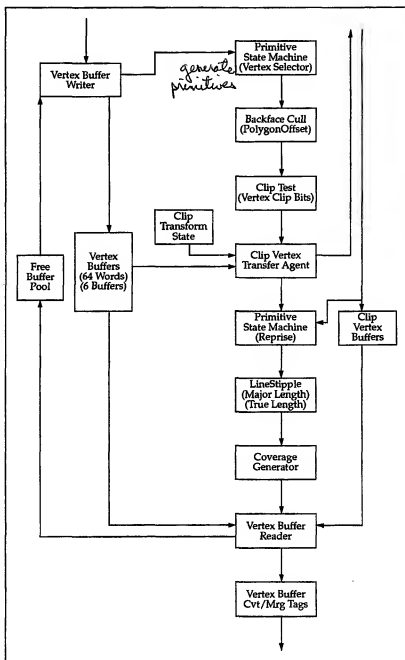 Primitive
State Machine
(Vertex Selector)
Vertex Buffer
Writer
generate
primitives
Backface Cull
(PolygonOffset)
Clip Test
(Vertex Clip Bits)
Clip
Transform
State
Free
Buffer
Pool
Vertex
Buffers
(64 Words)
(6 Buffers)
Clip Vertex
Transfer Agent
Primitive
State Machine
(Reprise)
Clip
Vertex
Buffers
LineStipple
(Major Length)
(True Length)
Coverage
Generator
Vertex Buffer
Reader
Vertex Buffer
Cvt/Mrg Tags